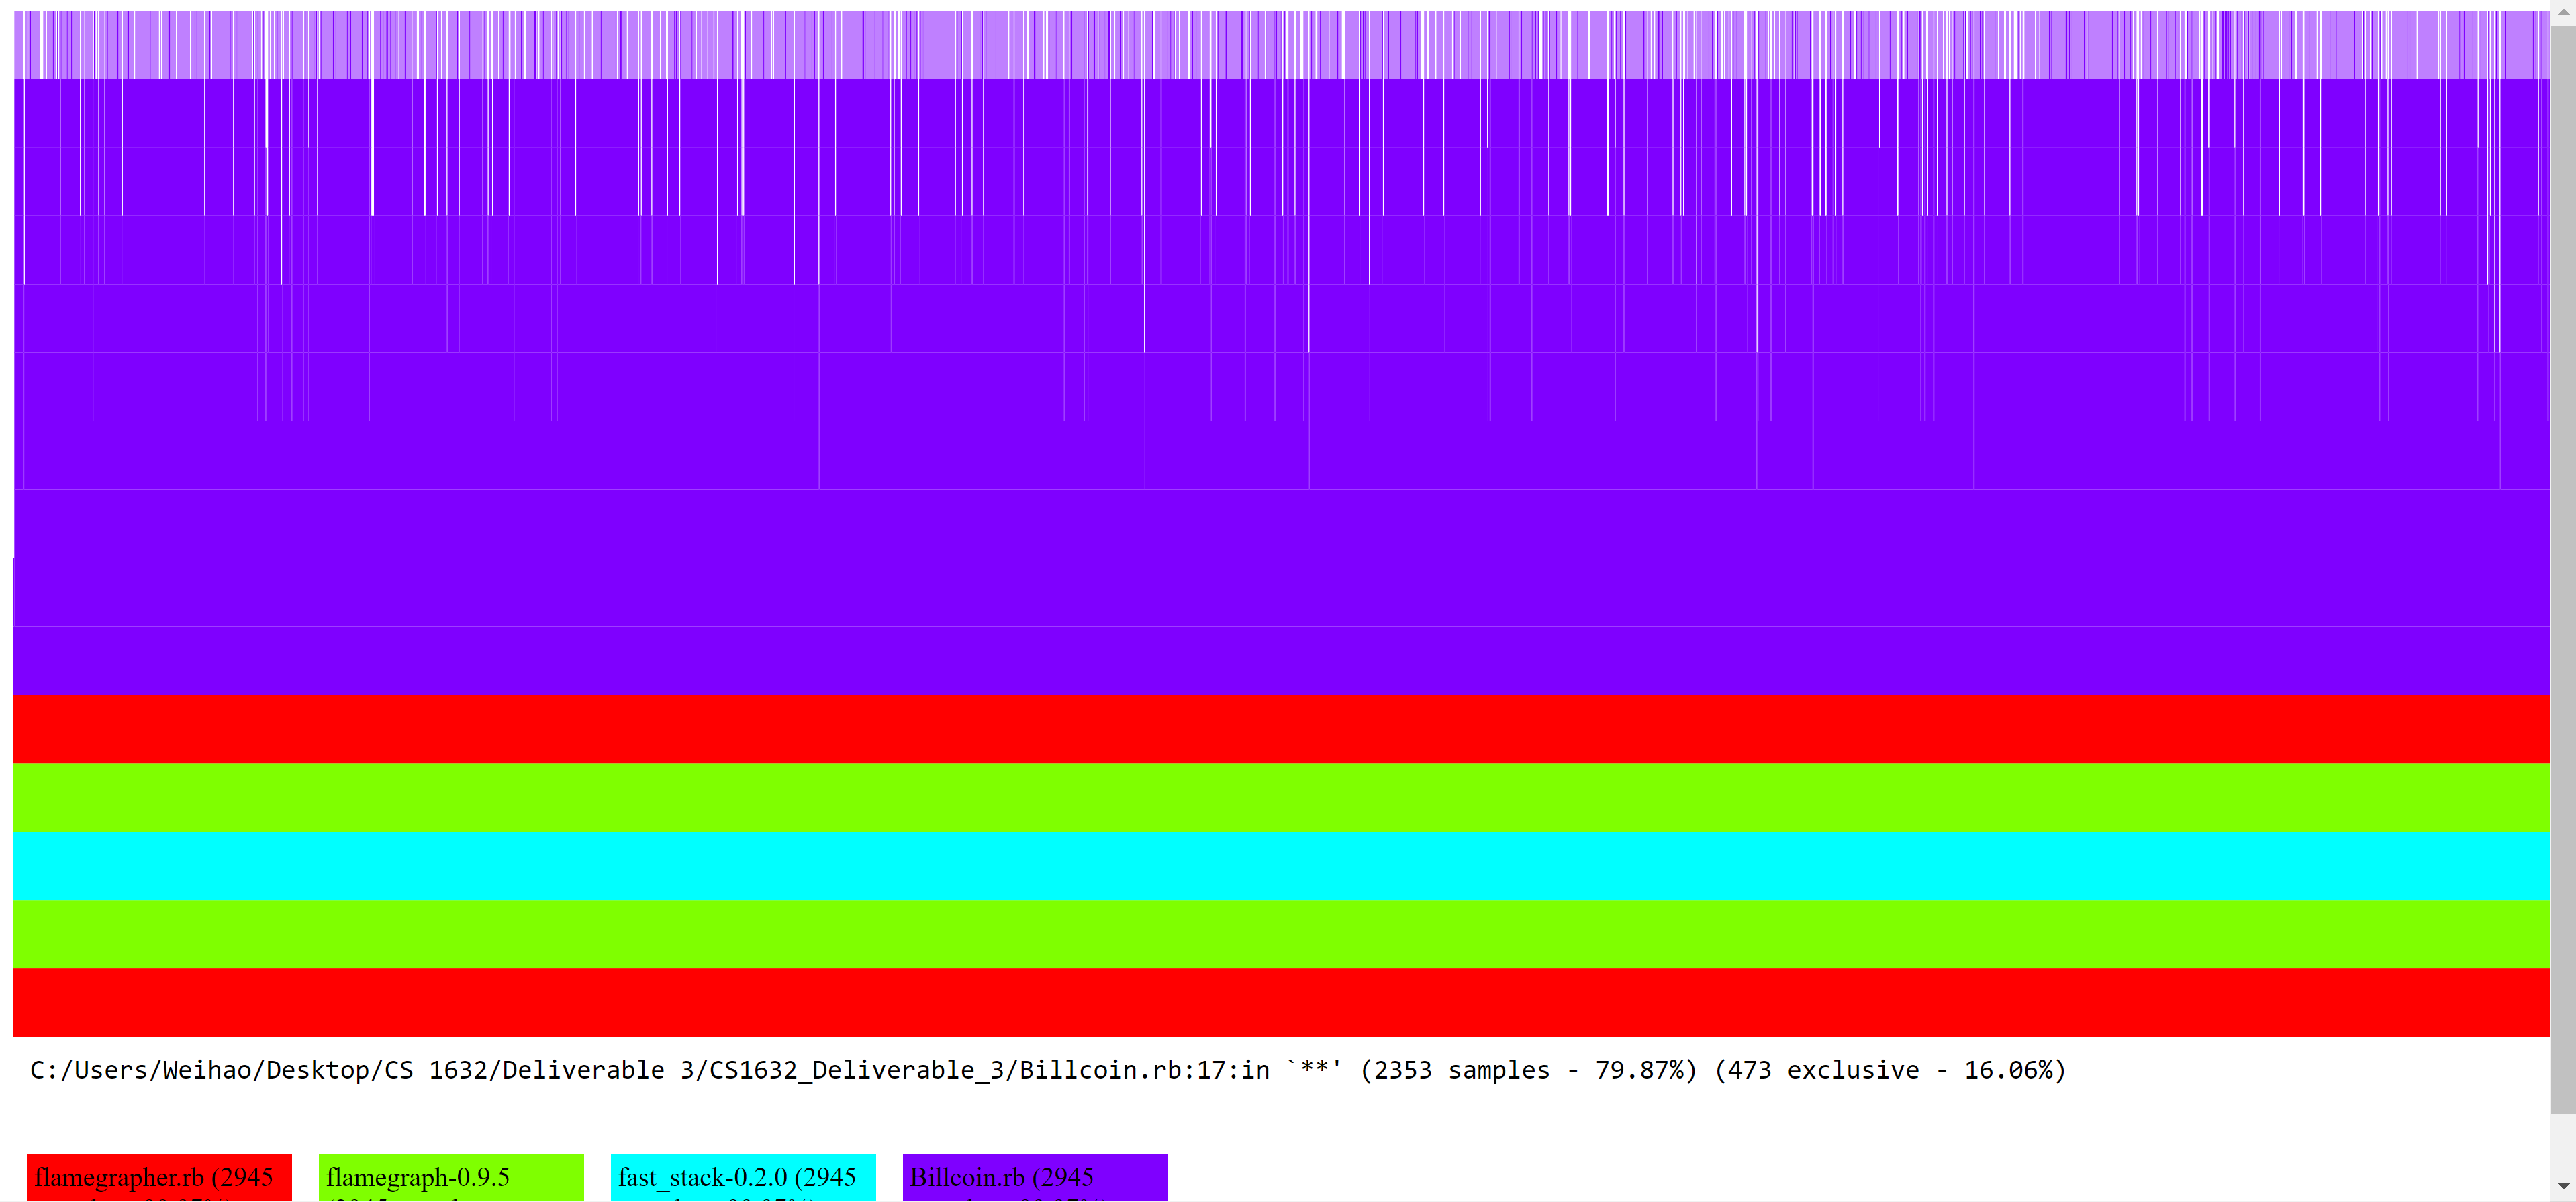 C:/Users/Weihao/Desktop/CS 1632/Deliverable 3/CS1632_Deliverable_3/Billcoin.rb:17:in `**' (2353 samples - 79.87%) (473 exclusive - 16.06%)
flamegrapher.rb (2945
flamegraph-0.9.5
fast_stack-0.2.0 (2945
Billcoin.rb (2945